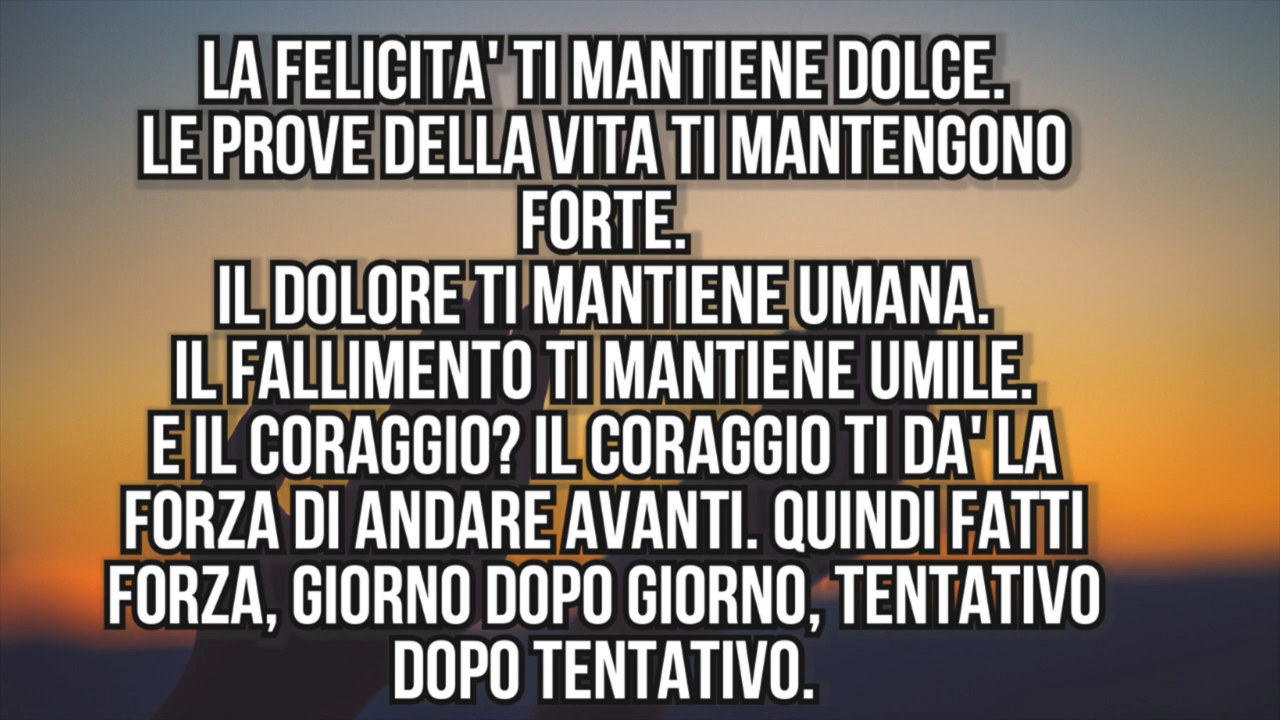 LA FELICITA' TI MANTIENE DOLCE.
LE PROVE DELLA VITA TI MANTENGONO
FORTE.
IL DOLORE TI MANTIENE UMANA.
IL FALLIMENTO TI MANTIENE UMILE.
E IL CORAGGIO? IL CORAGGIO TI DA' LA
FORZA DI ANDARE AVANTI. QUINDI FATTI
FORZA, GIORNO DOPO GIORNO, TENTATIVO
DOPO TENTATIVO.